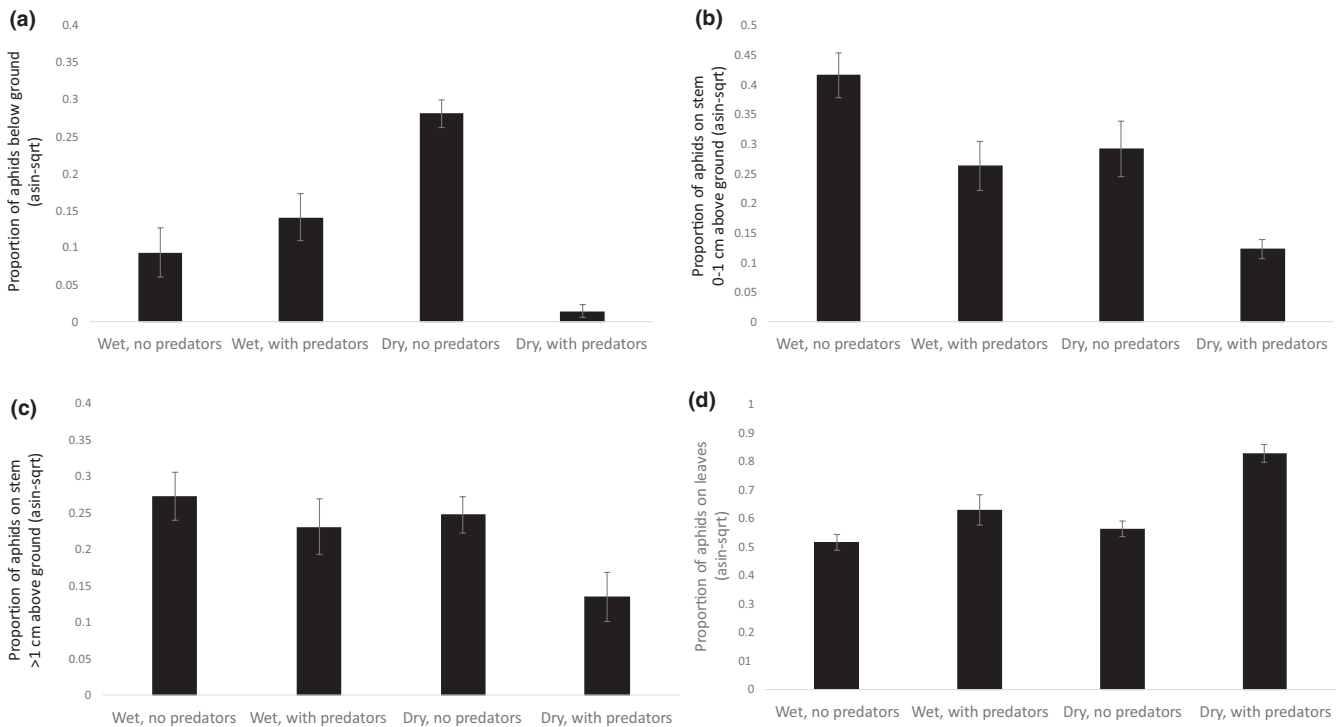 (a)
Proportion of aphids below ground
(asin-sqrt)
0.4
0.35
0.3
0.25
0.2
0.15
0.1
0.05
0
Wet, no predators Wet, with predators Dry, no predators Dry, with predators
(b)
Proportion of aphids on stem
0-1 cm above ground (asin-sqrt)
0.5
0.45
0.4
0.35
0.3
0.25
0.2
0.15
0.1
0.05
0
Wet, no predators Wet, with predators Dry, no predators Dry, with predators
(c)
Proportion of aphids on stem
>1 cm above ground (asin-sqrt)
0.4
0.35
0.3
0.25
0.2
0.15
0.1
0.05
0
Wet, no predators Wet, with predators Dry, no predators Dry, with predators
(d)
Proportion of aphids on leaves
(asin-sqrt)
1
0.9
0.8
0.7
0.6
0.5
0.4
0.3
0.2
01
0
Wet, no predators Wet, with predators Dry, no predators Dry, with predators